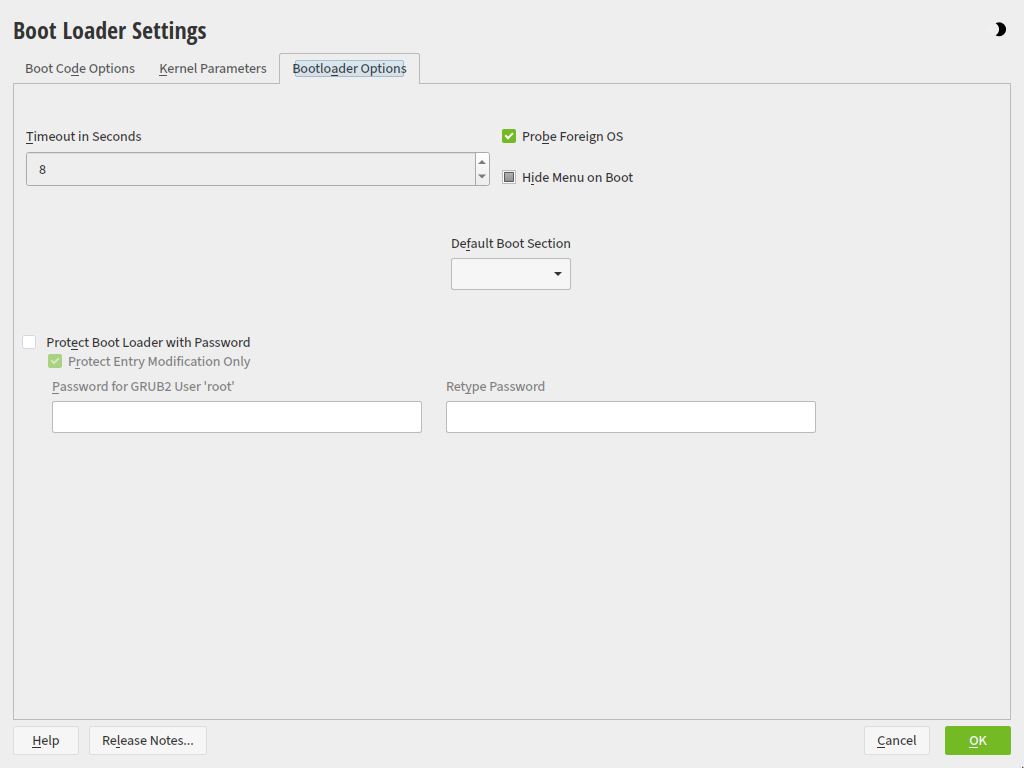 Boot Loader Settings
Boot Code Options Kernel Parameters Bootloader Options
Timeout in Seconds
8
Probe Foreign OS
Hide Menu on Boot
Default Boot Section
Protect Boot Loader with Password
Protect Entry Modification Only
Password for GRUB2 User 'root' Retype Password
Help Release Notes... Cancel OK